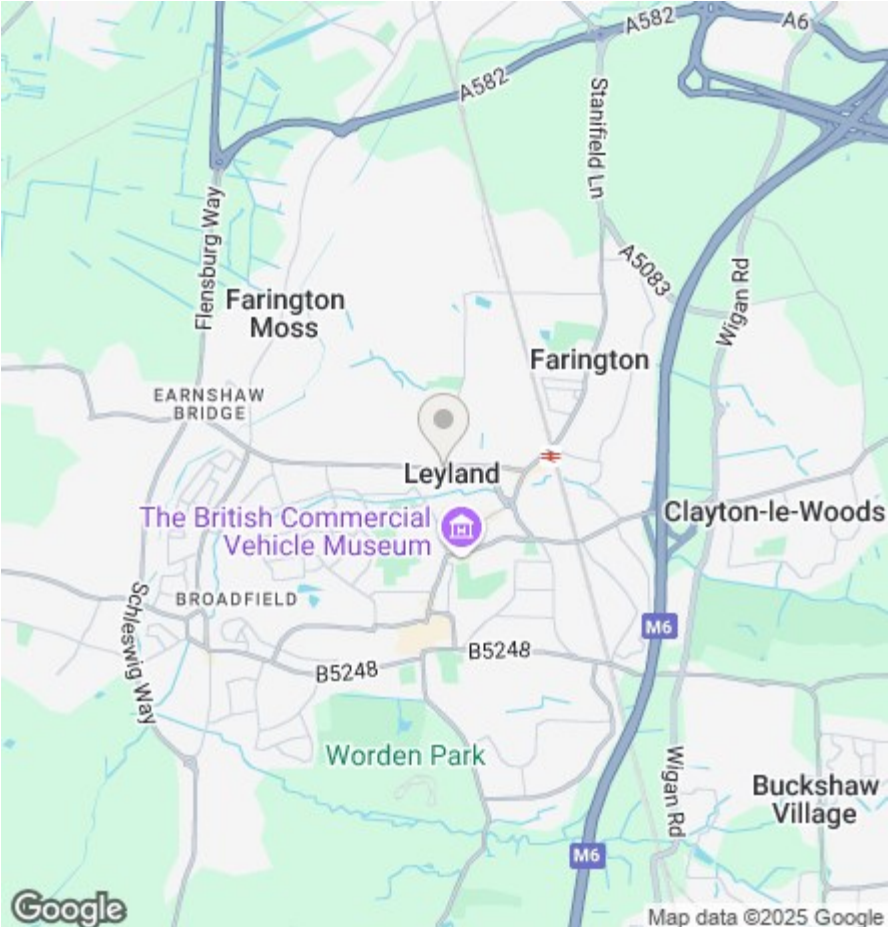 A582
A6
A582
Stanifield Ln
Flensburg Way
A5083
Wigan Rd
Farington
Moss
Farington
EARNSHAW
BRIDGE
Leyland
The British Commercial
Vehicle Museum
Clayton-le-Woods
Schleswig Way
BROADFIELD
M6
B5248
B5248
Worden Park
Wigan Rd
Buckshaw
Village
M6
Google
Map data ©2025 Google